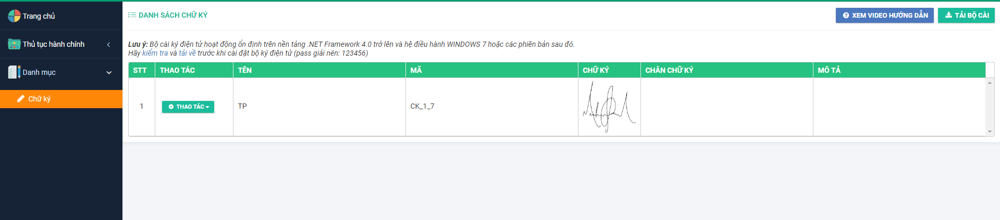 Trang chủ
Thủ tục hành chính
Danh mục
Chữ ký
DANH SÁCH CHỮ KÝ
XEM VIDEO HƯỚNG DẪN
TẢI BỘ CÀI
Lưu ý: Bộ cài ký điện tử hoạt động ổn định trên nền tảng .NET Framework 4.0 trở lên và hệ điều hành WINDOWS 7 hoặc các phiên bản sau đó.
Hãy kiểm tra và tải về trước khi cài đặt bộ ký điện tử (pass giải nén: 123456)
STT THAO TÁC TÊN MÃ CHỮ KÝ CHÂN CHỮ KÝ MÔ TẢ
1 THAO TÁC TP CK_1_7